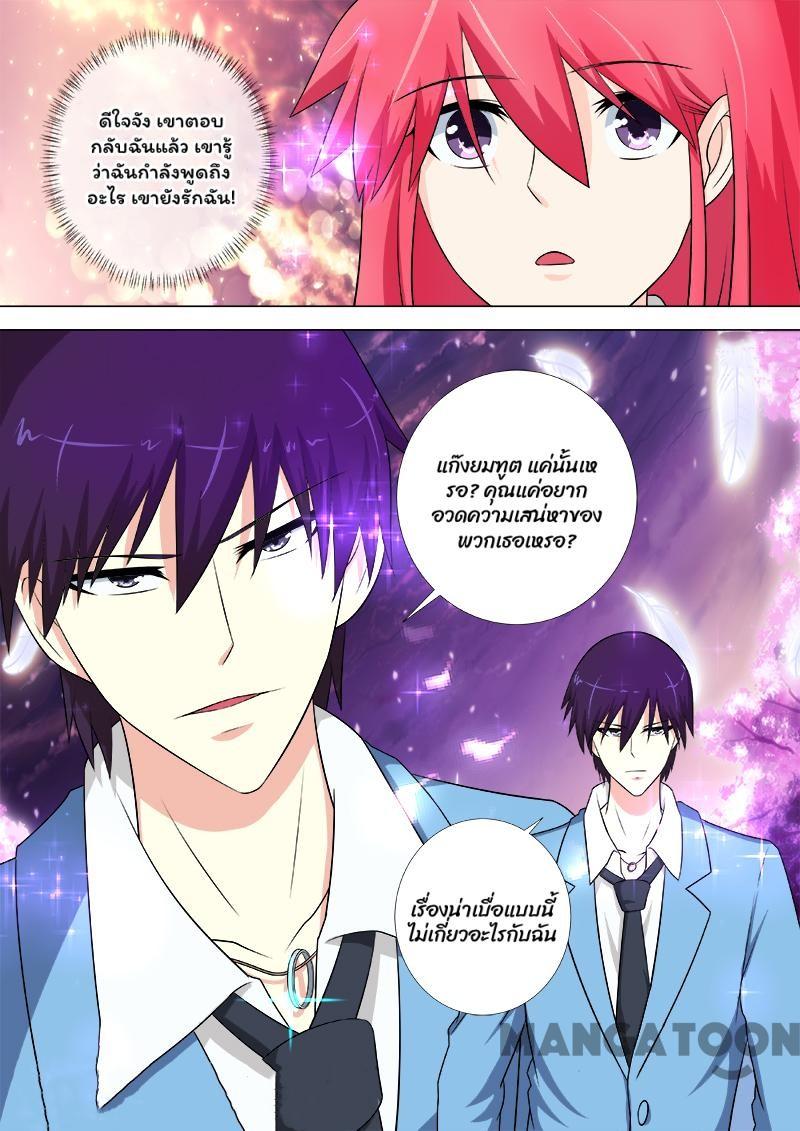 ดีใจจัง เขาตอบ
กลับฉันแล้ว เขารู้
ว่าฉันกำลังพูดถึง
อะไร เขายังรักฉัน!
แก๊งยมทูต แค่นั้นเห
รอ? คุณแค่อยาก
อวดความเสน่หาของ
พวกเธอเหรอ?
เรื่องน่าเบื่อแบบนี้
ไม่เกี่ยวอะไรกับฉัน
MANGATOON